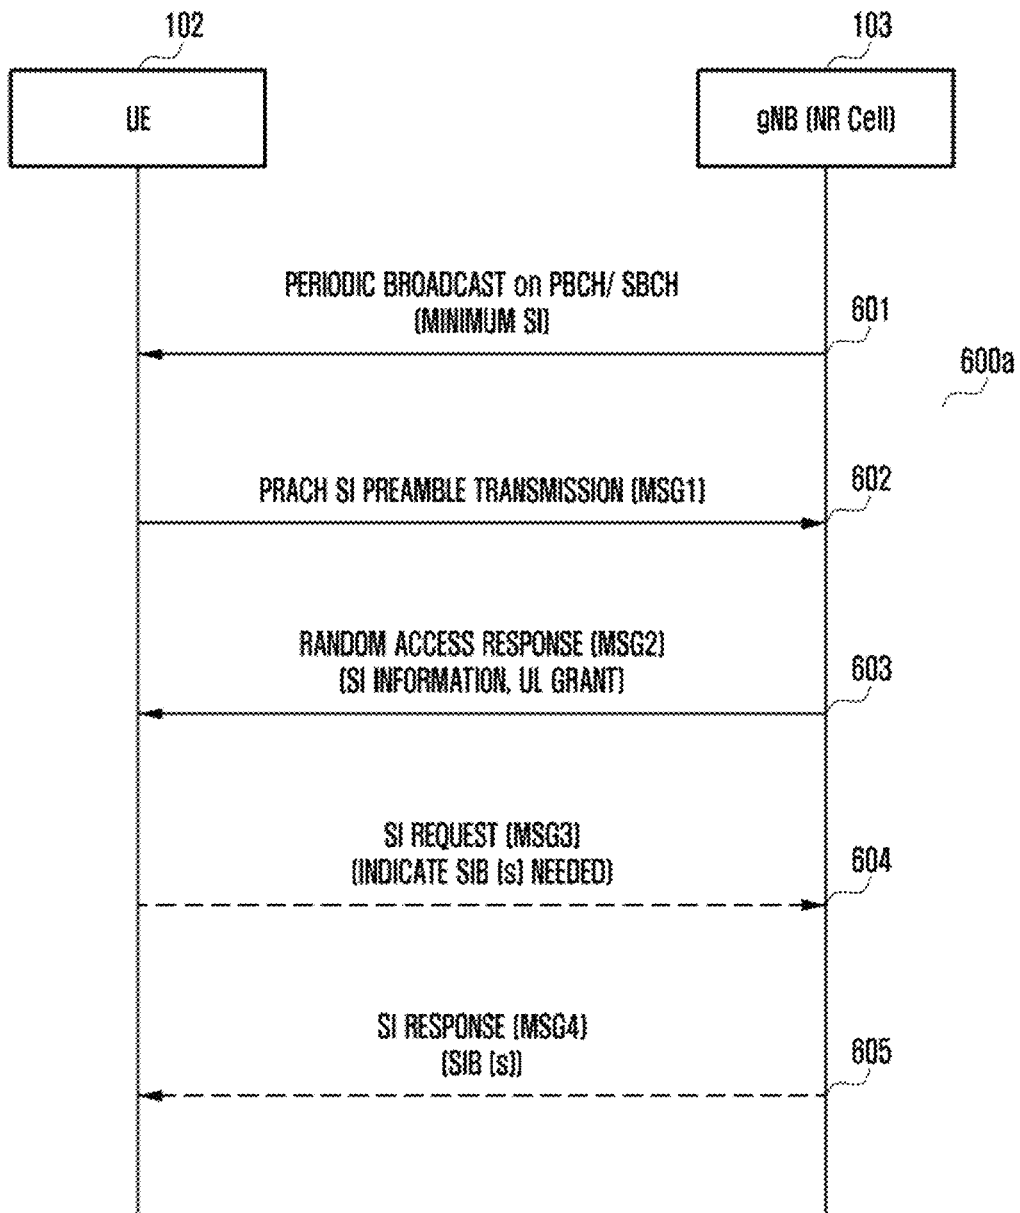 102
103
UE
gNB (NR Cell)
PERIODIC BROADCAST on PBCH/ SBCH
(MINIMUM SI)
601
600a
PRACH SI PREAMBLE TRANSMISSION (MSG1)
602
RANDOM ACCESS RESPONSE (MSG2)
(SI INFORMATION, UL GRANT)
603
SI REQUEST (MSG3)
(INDICATE SIB (s) NEEDED)
604
SI RESPONSE (MSG4)
(SIB (s))
605